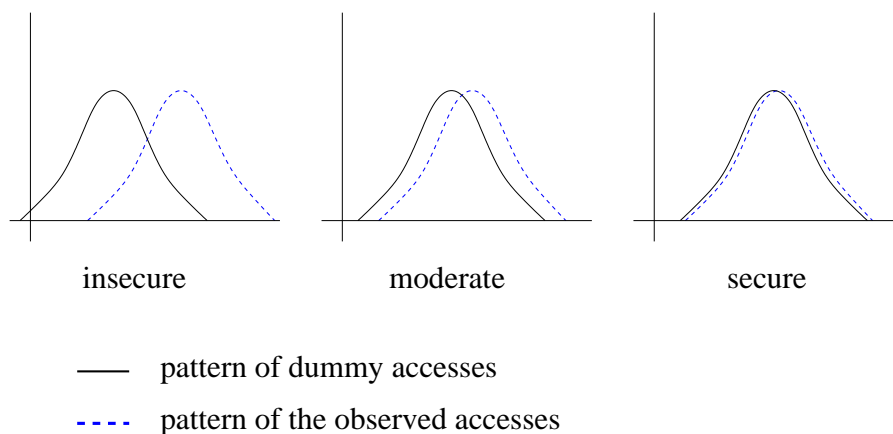 insecure
moderate
secure
pattern of dummy accesses
pattern of the observed accesses